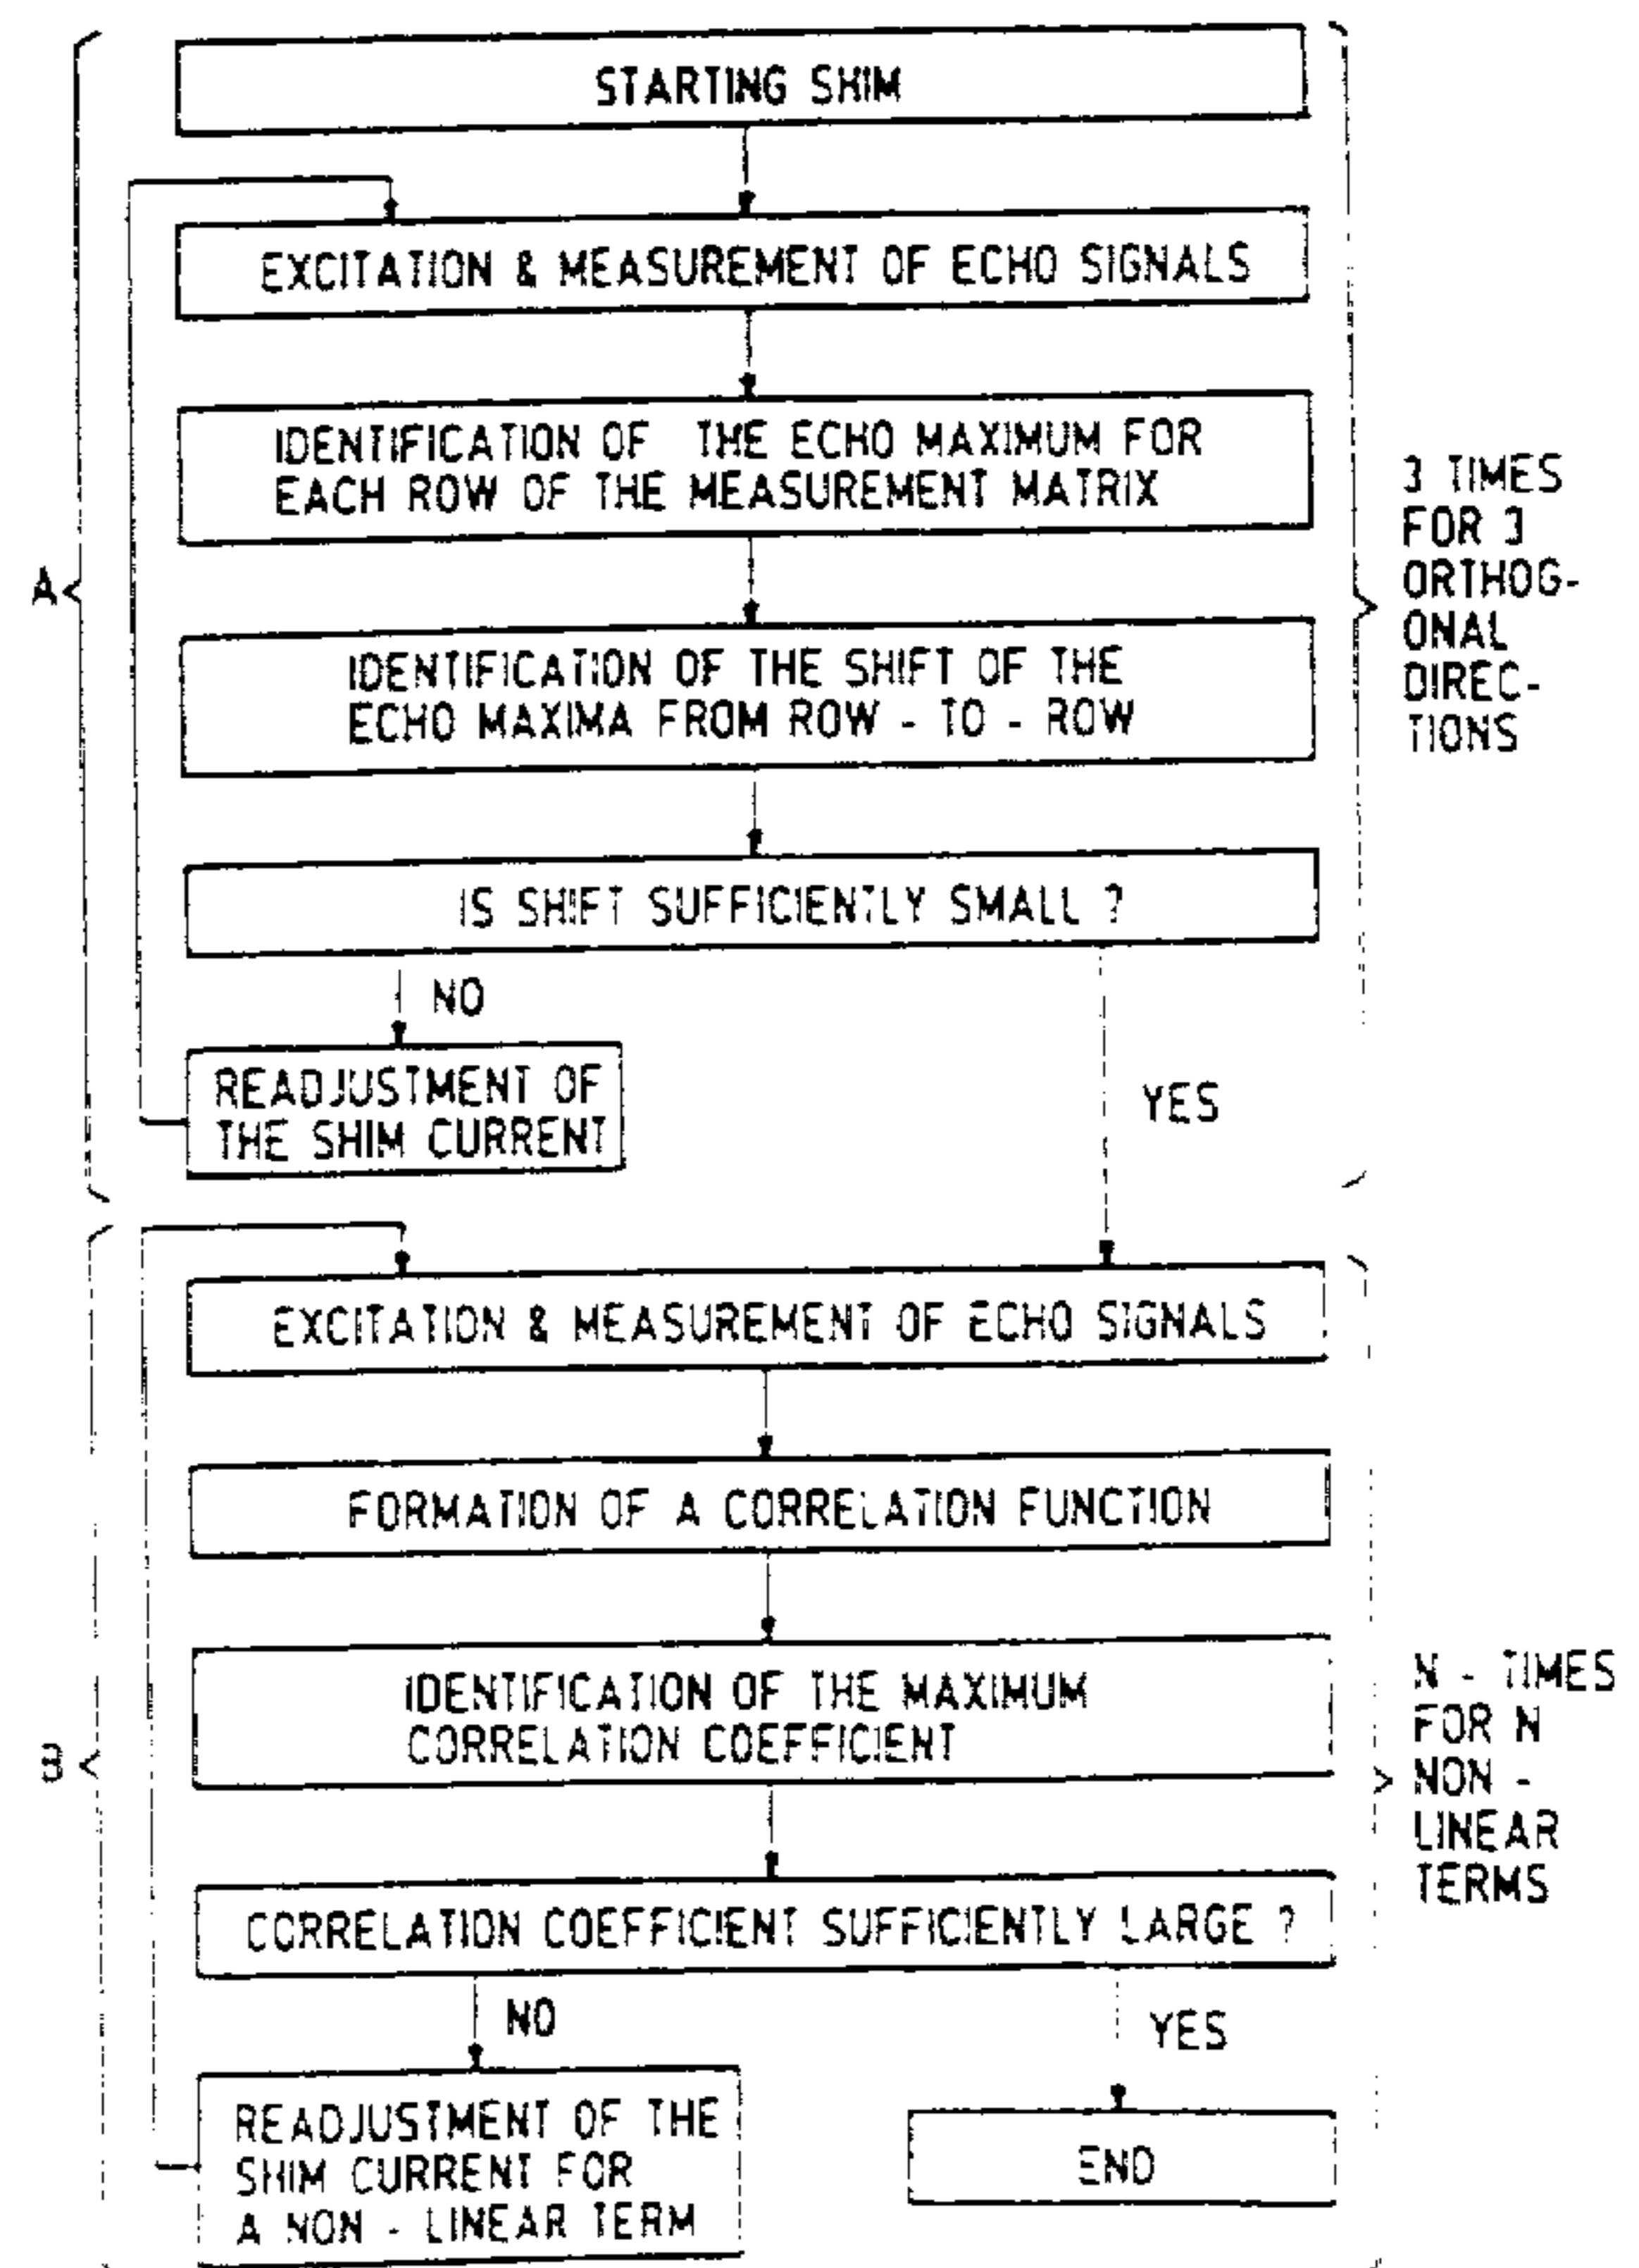 STARTING SHIM
EXCITATION & MEASUREMENT OF ECHO SIGNALS
IDENTIFICATION OF THE ECHO MAXIMUM FOR
EACH ROW OF THE MEASUREMENT MATRIX
A
3 TIMES
FOR 3
ORTHOG-
ONAL
DIREC-
TIONS
IDENTIFICATION OF THE SHIFT OF THE
ECHO MAXIMA FROM ROW - TO - ROW
IS SHIFT SUFFICIENTLY SMALL ?
NO
READJUSTMENT OF
THE SHIM CURRENT
YES
EXCITATION & MEASUREMENT OF ECHO SIGNALS
FORMATION OF A CORRELATION FUNCTION
IDENTIFICATION OF THE MAXIMUM
CORRELATION COEFFICIENT
B
N - TIMES
FOR N
NON -
LINEAR
TERMS
CORRELATION COEFFICIENT SUFFICIENTLY LARGE ?
NO
YES
READJUSTMENT OF THE
SHIM CURRENT FOR
A NON - LINEAR TERM
END